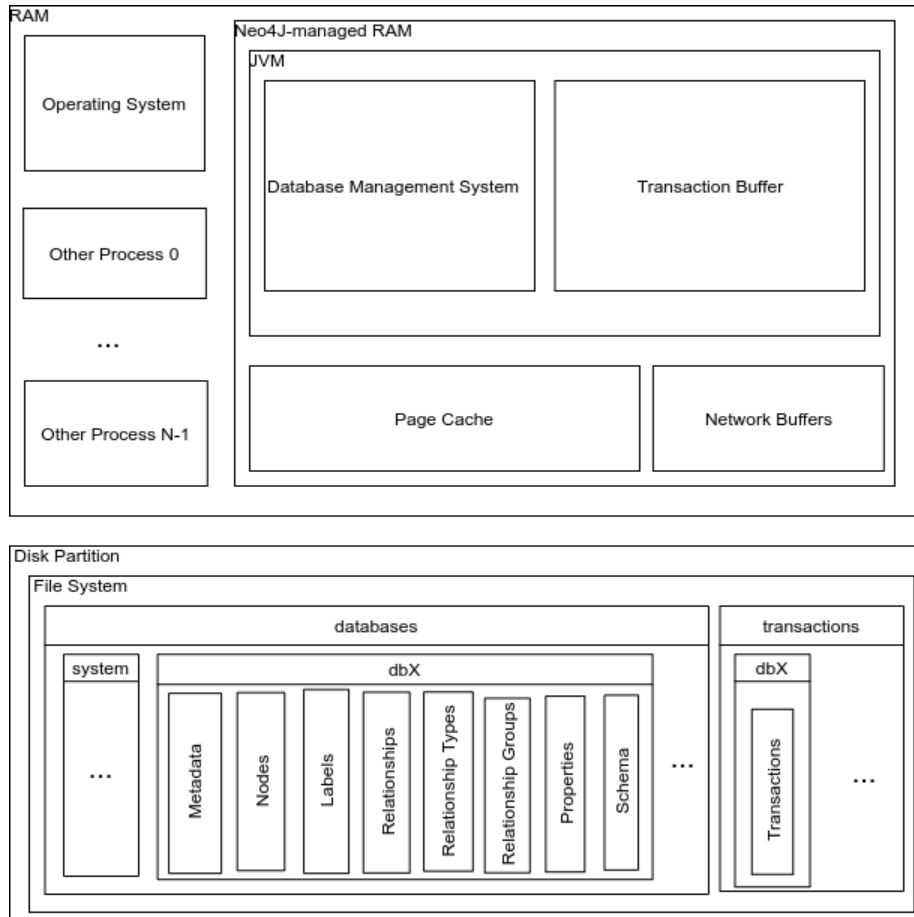 RAM
Neo4J-managed RAM
JVM
Operating System
Database Management System
Transaction Buffer
Other Process 0
...
Other Process N-1
Page Cache
Network Buffers
Disk Partition
File System
databases
transactions
system
dbX
dbX
...
Metadata
Nodes
Labels
Relationships
Relationship Types
Relationship Groups
Properties
Schema
...
Transactions
...